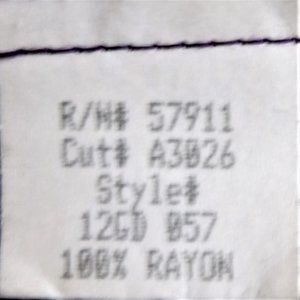 R/N# 57911
Cut# A3026
Style#
12GD 057
100% RAYON